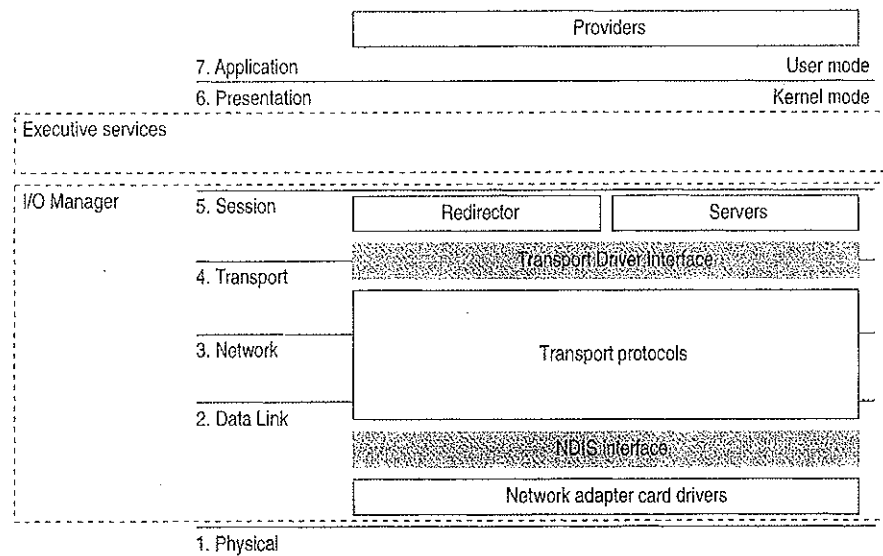 Providers
7. Application User mode
6. Presentation Kernel mode
Executive services
I/O Manager 5. Session Redirector Servers
Transport Driver Interface
4. Transport
3. Network Transport protocols
2. Data Link
NDIS interface
Network adapter card drivers
1. Physical